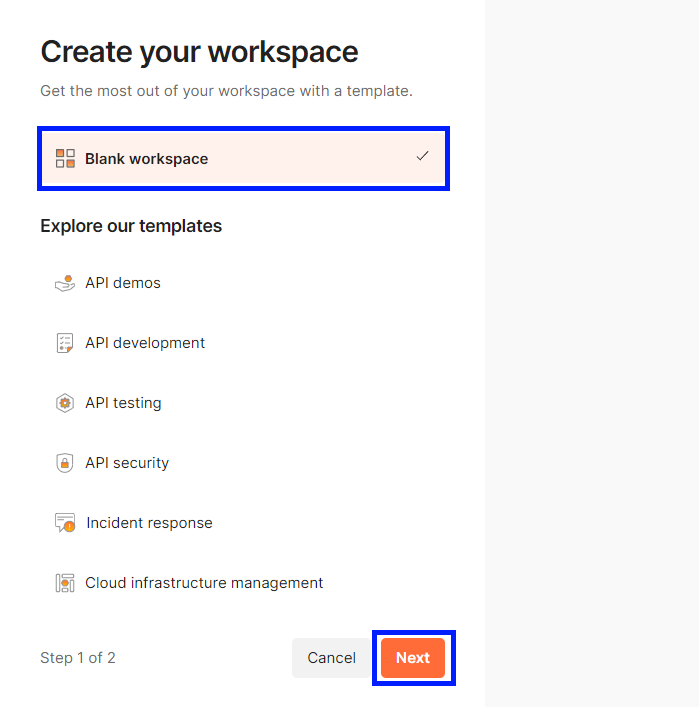 Create your workspace
Get the most out of your workspace with a template.
Blank workspace
Explore our templates
API demos
API development
API testing
API security
Incident response
Cloud infrastructure management
Step 1 of 2 Cancel Next